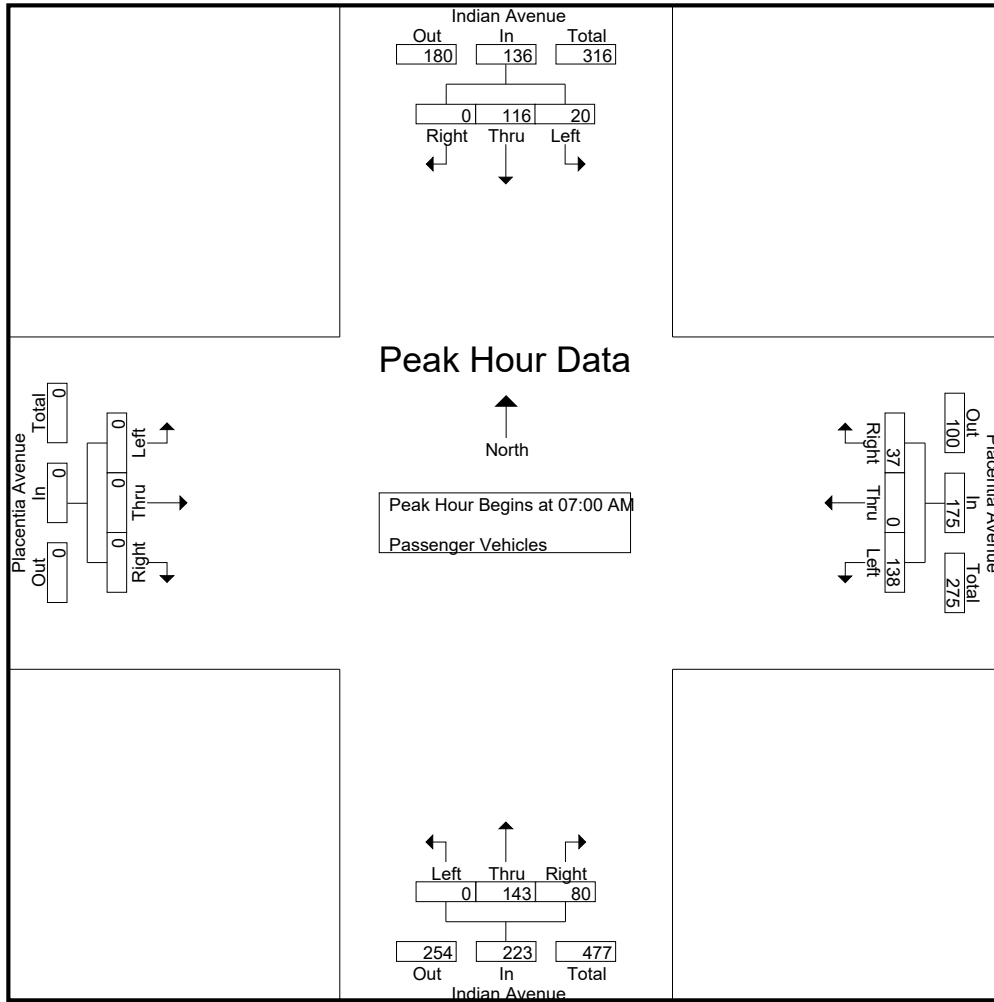 Indian Avenue
Out In Total
180 136 316
0 116 20
Right Thru Left
Peak Hour Data
North
Peak Hour Begins at 07:00 AM
Passenger Vehicles
Placentia Avenue
Total In Out
0 0 0
0 0 0
Left Thru Right
Right Thru Left
37 0 138
100 175 275
Out In Total
Placentia Avenue
Left Thru Right
0 143 80
254 223 477
Out In Total
Indian Avenue